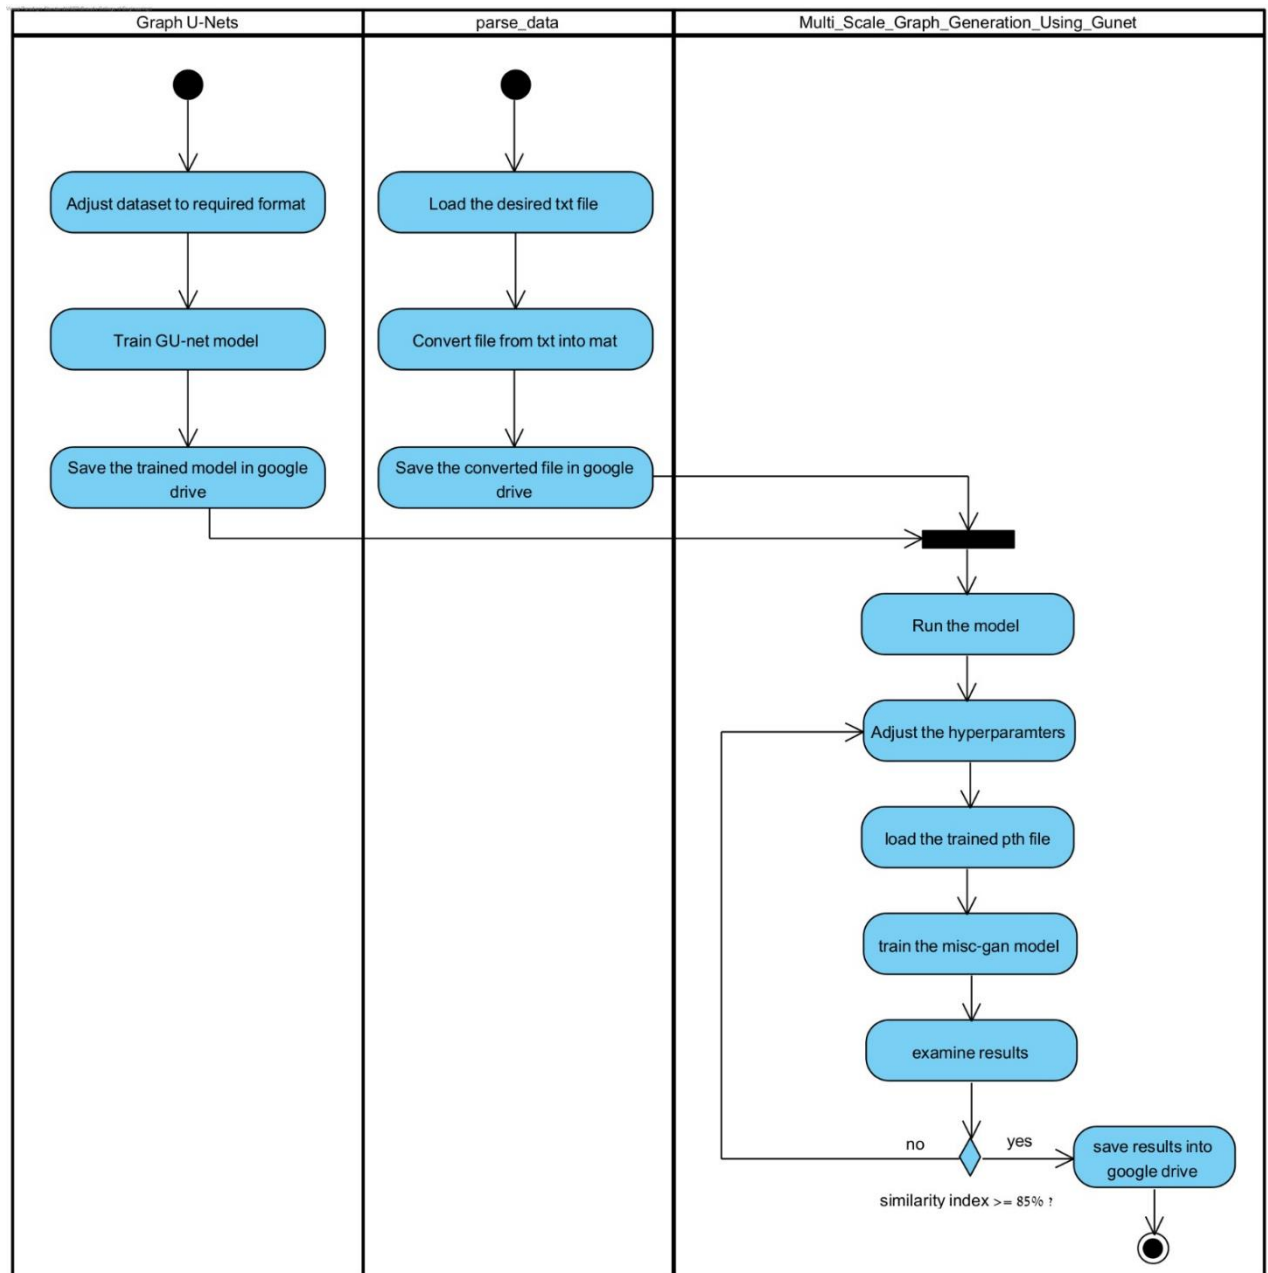 Graph U-Nets
parse_data
Multi_Scale_Graph_Generation_Using_Gunet
Adjust dataset to required format
Load the desired txt file
Train GU-net model
Convert file from txt into mat
Save the trained model in google
drive
Save the converted file in google
drive
Run the model
Adjust the hyperparamters
load the trained pth file
train the misc-gan model
examine results
no
yes
save results into
google drive
similarity index >= 85% ?